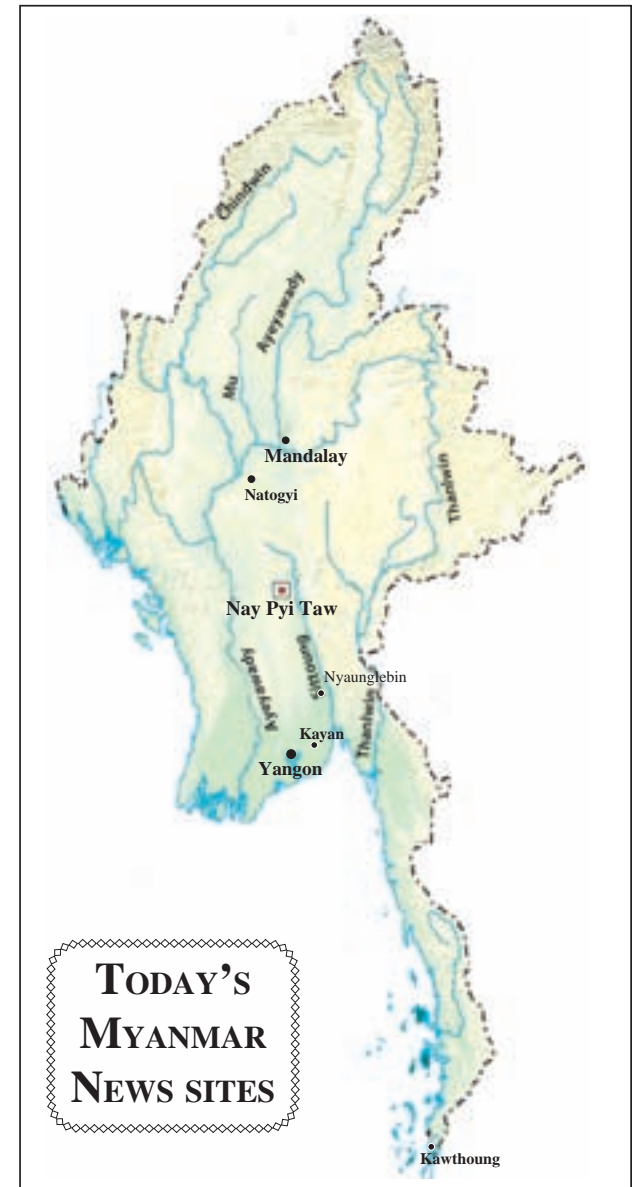 Chindwin
Ayeyawady
Mu
Mandalay
Thanlwin
Natogyi
Nay Pyi Taw
Ayeyawady
Sittoung
Nyaunglebin
Thanlwin
Kayan
Yangon
TODAY'S
MYANMAR
NEWS SITES
Kawthoung